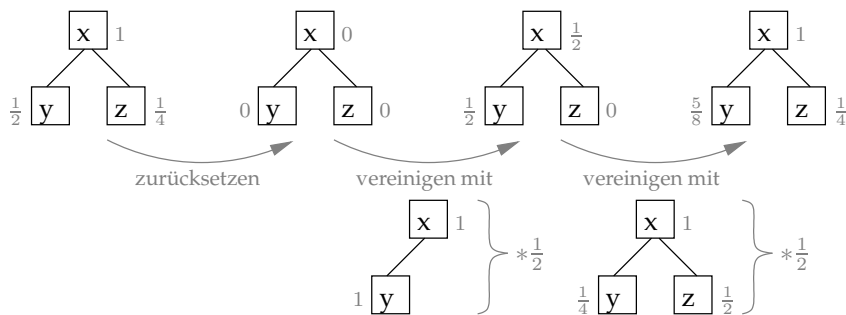 x 1 x 0 x 1/2 x 1
1/2 y z 1/4 0 y z 0 1/2 y z 0 5/8 y z 1/4
zurücksetzen vereinigen mit vereinigen mit
x 1 x 1
∗1/2 ∗1/2
1 y 1/4 y z 1/2